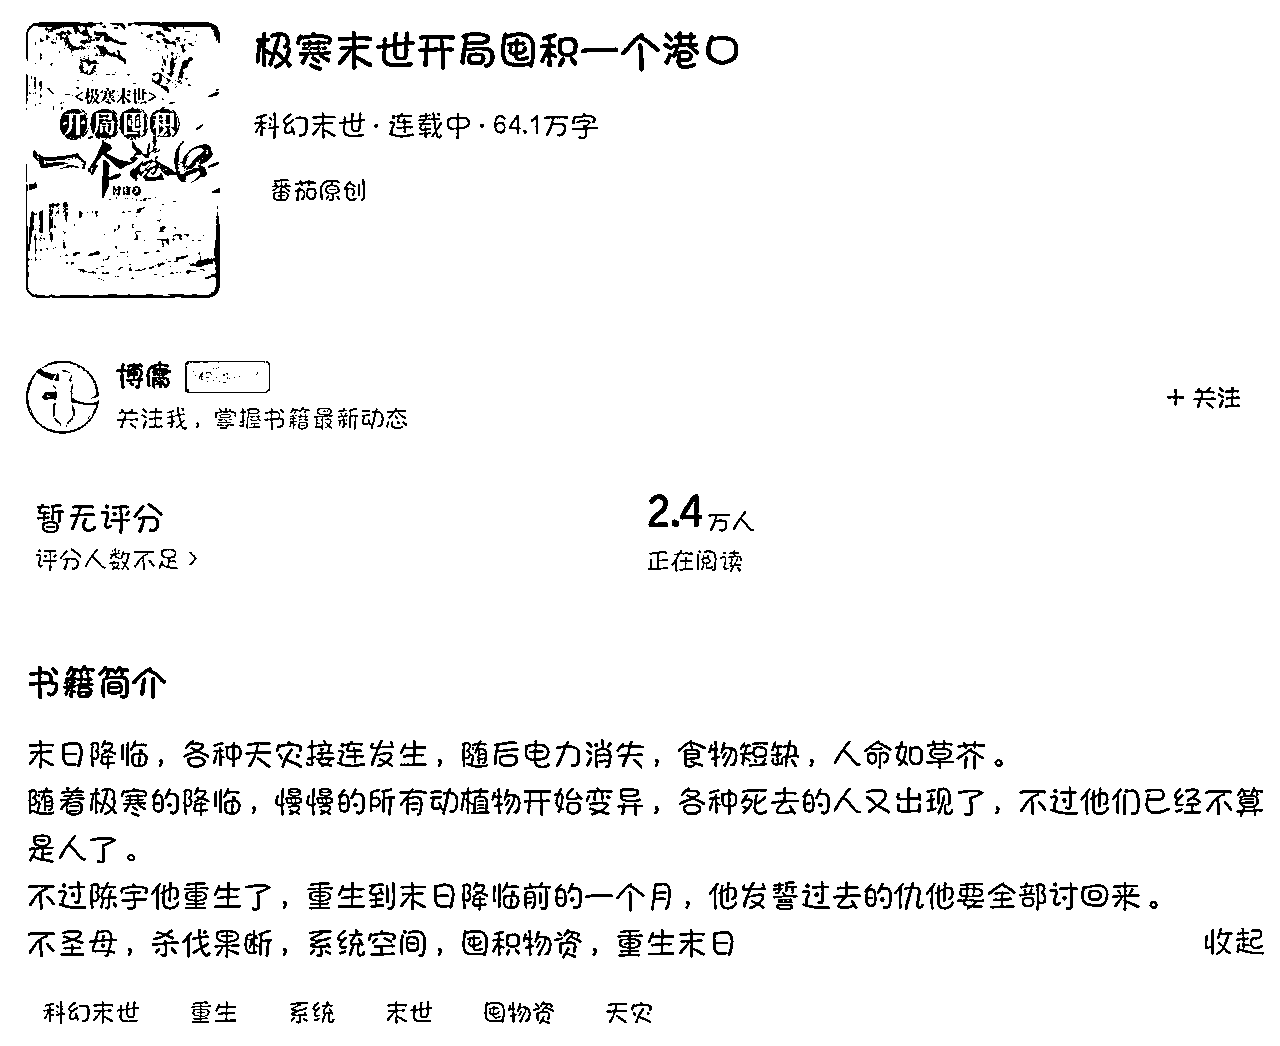 极寒末世开局囤积一个港口
<极寒末世>
开局囤积
一个港口
科幻末世·连载中·64.1万字
番茄原创
博庸
关注我，掌握书籍最新动态
+ 关注
暂无评分
评分人数不足 >
2.4万人
正在阅读
书籍简介
末日降临，各种天灾接连发生，随后电力消失，食物短缺，人命如草芥。
随着极寒的降临，慢慢的所有动植物开始变异，各种死去的人又出现了，不过他们已经不算
是人了。
不过陈宇他重生了，重生到末日降临前的一个月，他发誓过去的仇他要全部讨回来。
不圣母，杀伐果断，系统空间，囤积物资，重生末日
收起
科幻末世 重生 系统 末世 囤物资 天灾